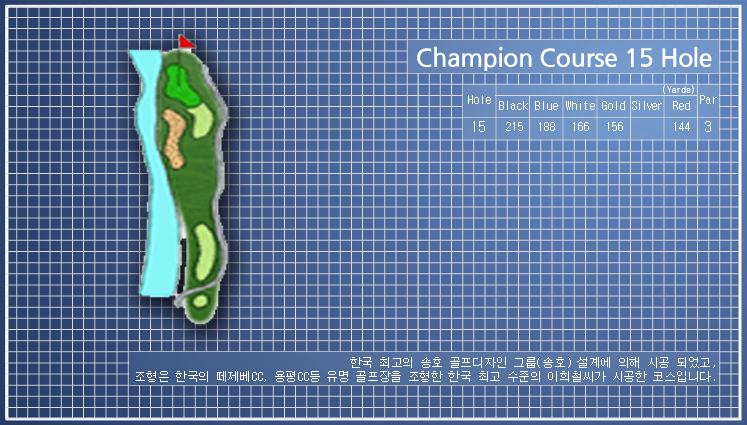 Champion Course 15 Hole
(Yards)
Hole Black Blue White Gold Silver Red Par
15 215 188 166 156 144 3
한국 최고의 송호 골프디자인 그룹(송호) 설계에 의해 시공 되었고,
조형은 한국의 떼제베CC, 용평CC등 유명 골프장을 조형한 한국 최고 수준의 이희철씨가 시공한 코스입니다.